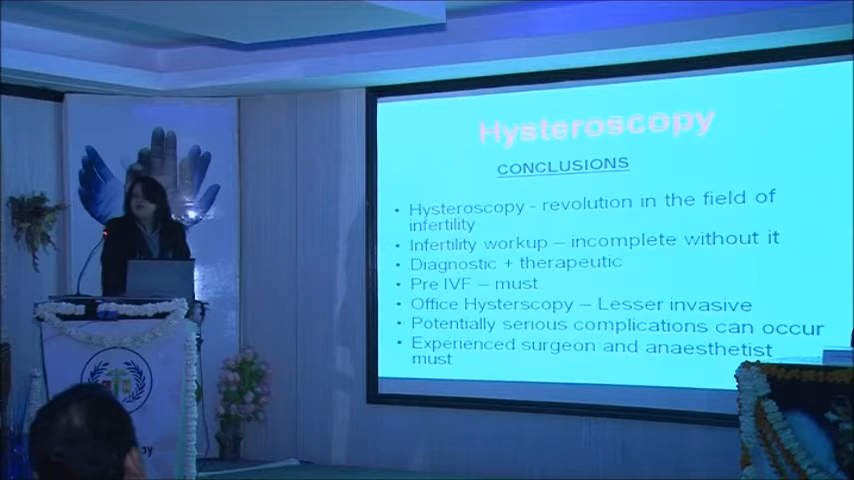 Hysteroscopy
CONCLUSIONS
• Hysteroscopy - revolution in the field of
infertility
• Infertility workup – incomplete without it
• Diagnostic + therapeutic
• Pre IVF – must
• Office Hysterscopy – Lesser invasive
• Potentially serious complications can occur
• Experienced surgeon and anaesthetist
must